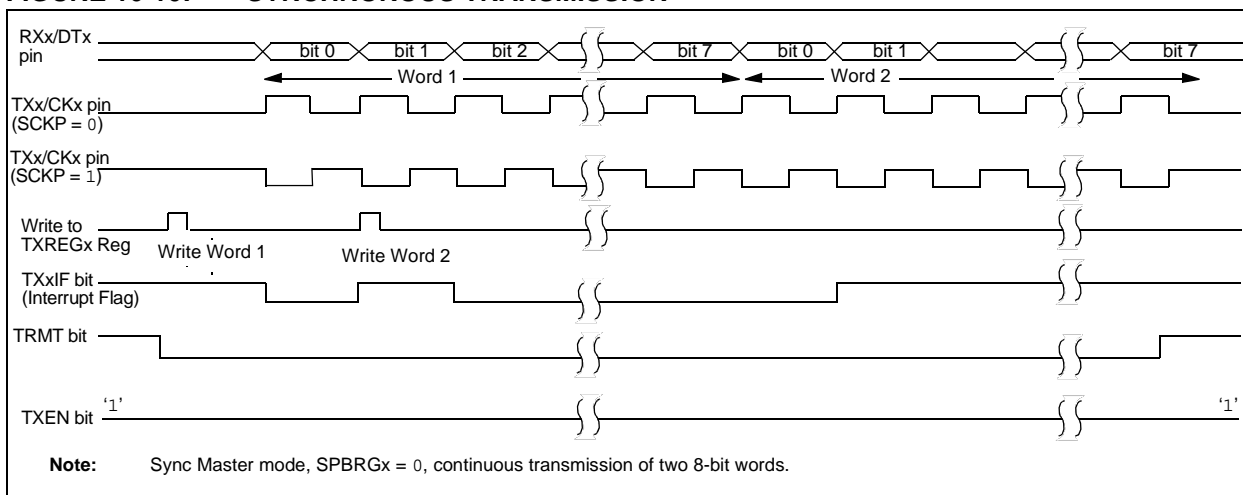 RXx/DTx
pin
bit 0 bit 1 bit 2 bit 7 bit 0 bit 1 bit 7
Word 1 Word 2
TXx/CKx pin
(SCKP = 0)
TXx/CKx pin
(SCKP = 1)
Write to
TXREGx Reg
Write Word 1 Write Word 2
TXxIF bit
(Interrupt Flag)
TRMT bit
TXEN bit '1' '1'
Note: Sync Master mode, SPBRGx = 0, continuous transmission of two 8-bit words.